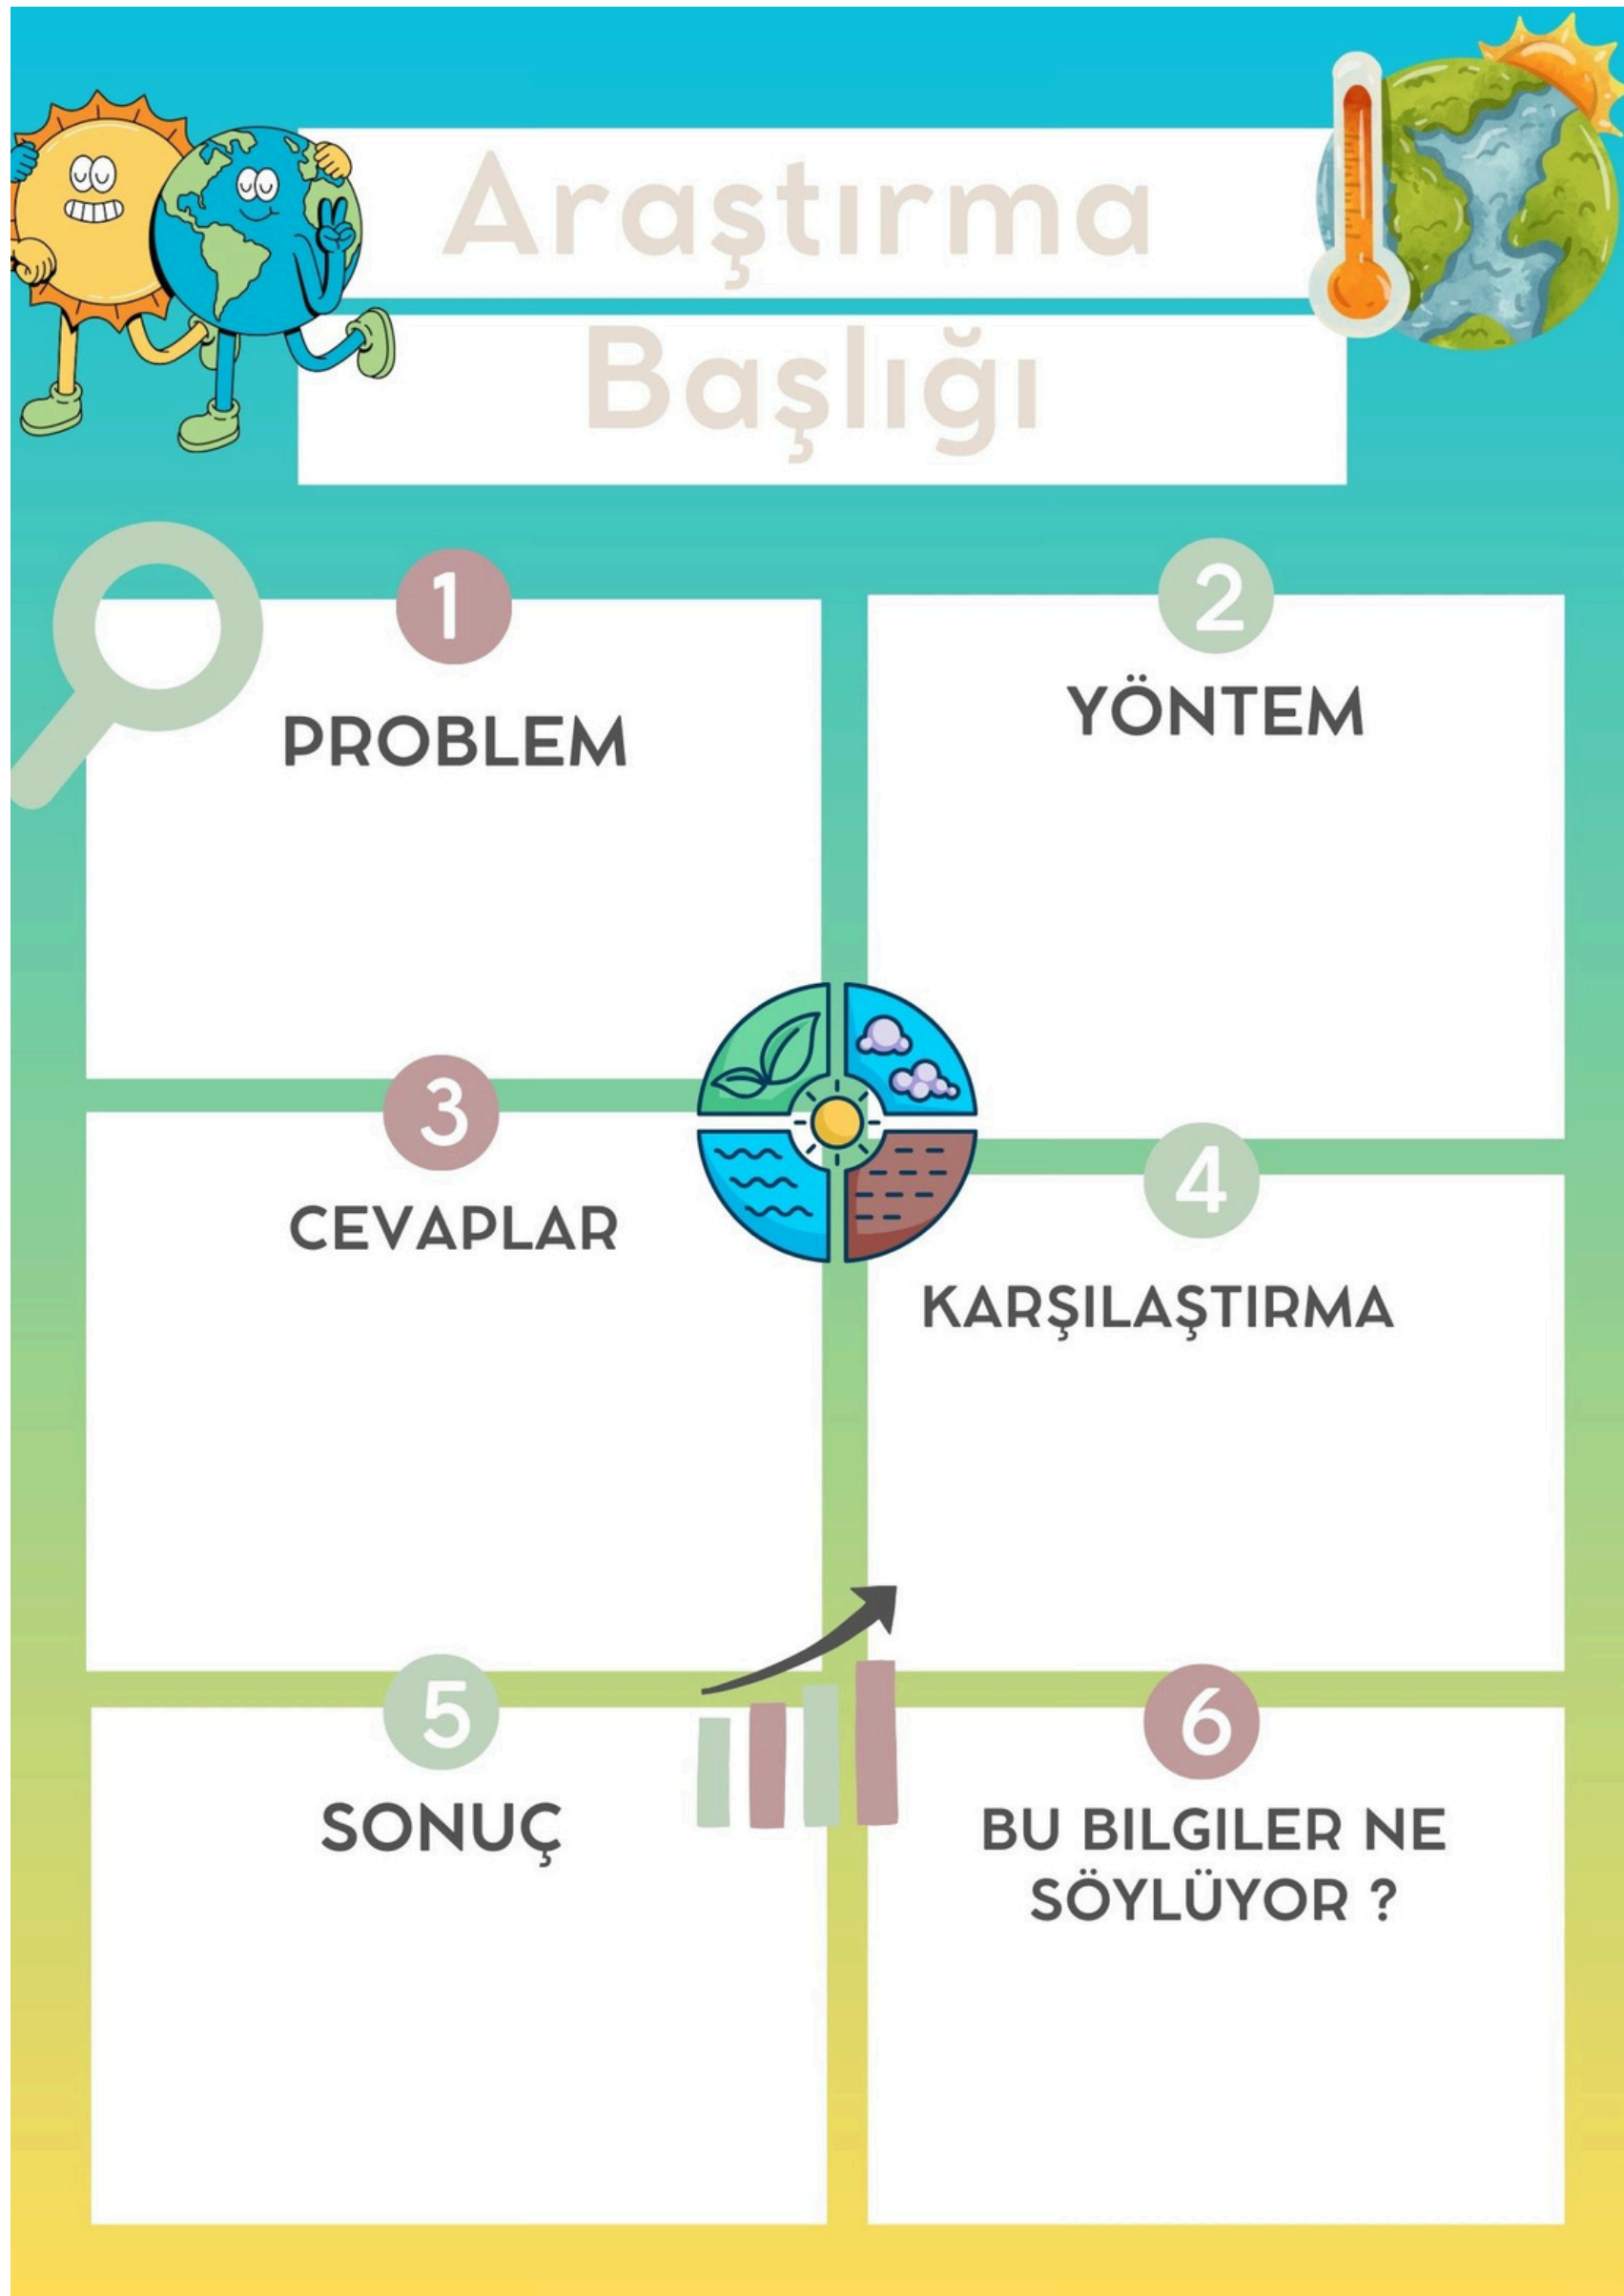 Araştırma
Başlığı
1
PROBLEM
2
YÖNTEM
3
CEVAPLAR
4
KARŞILAŞTIRMA
5
SONUÇ
6
BU BILGILER NE
SÖYLÜYOR ?